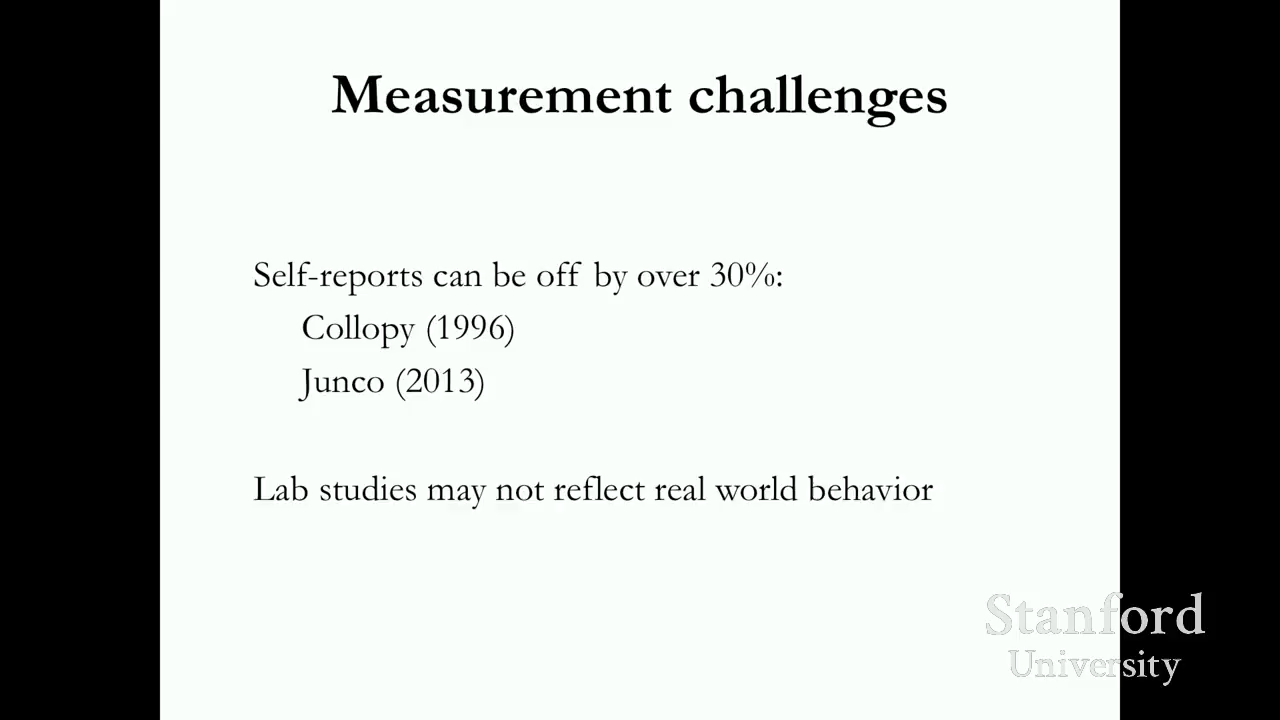 Measurement challenges
Self-reports can be off by over 30%:
Collopy (1996)
Junco (2013)
Lab studies may not reflect real world behavior
Stanford
University